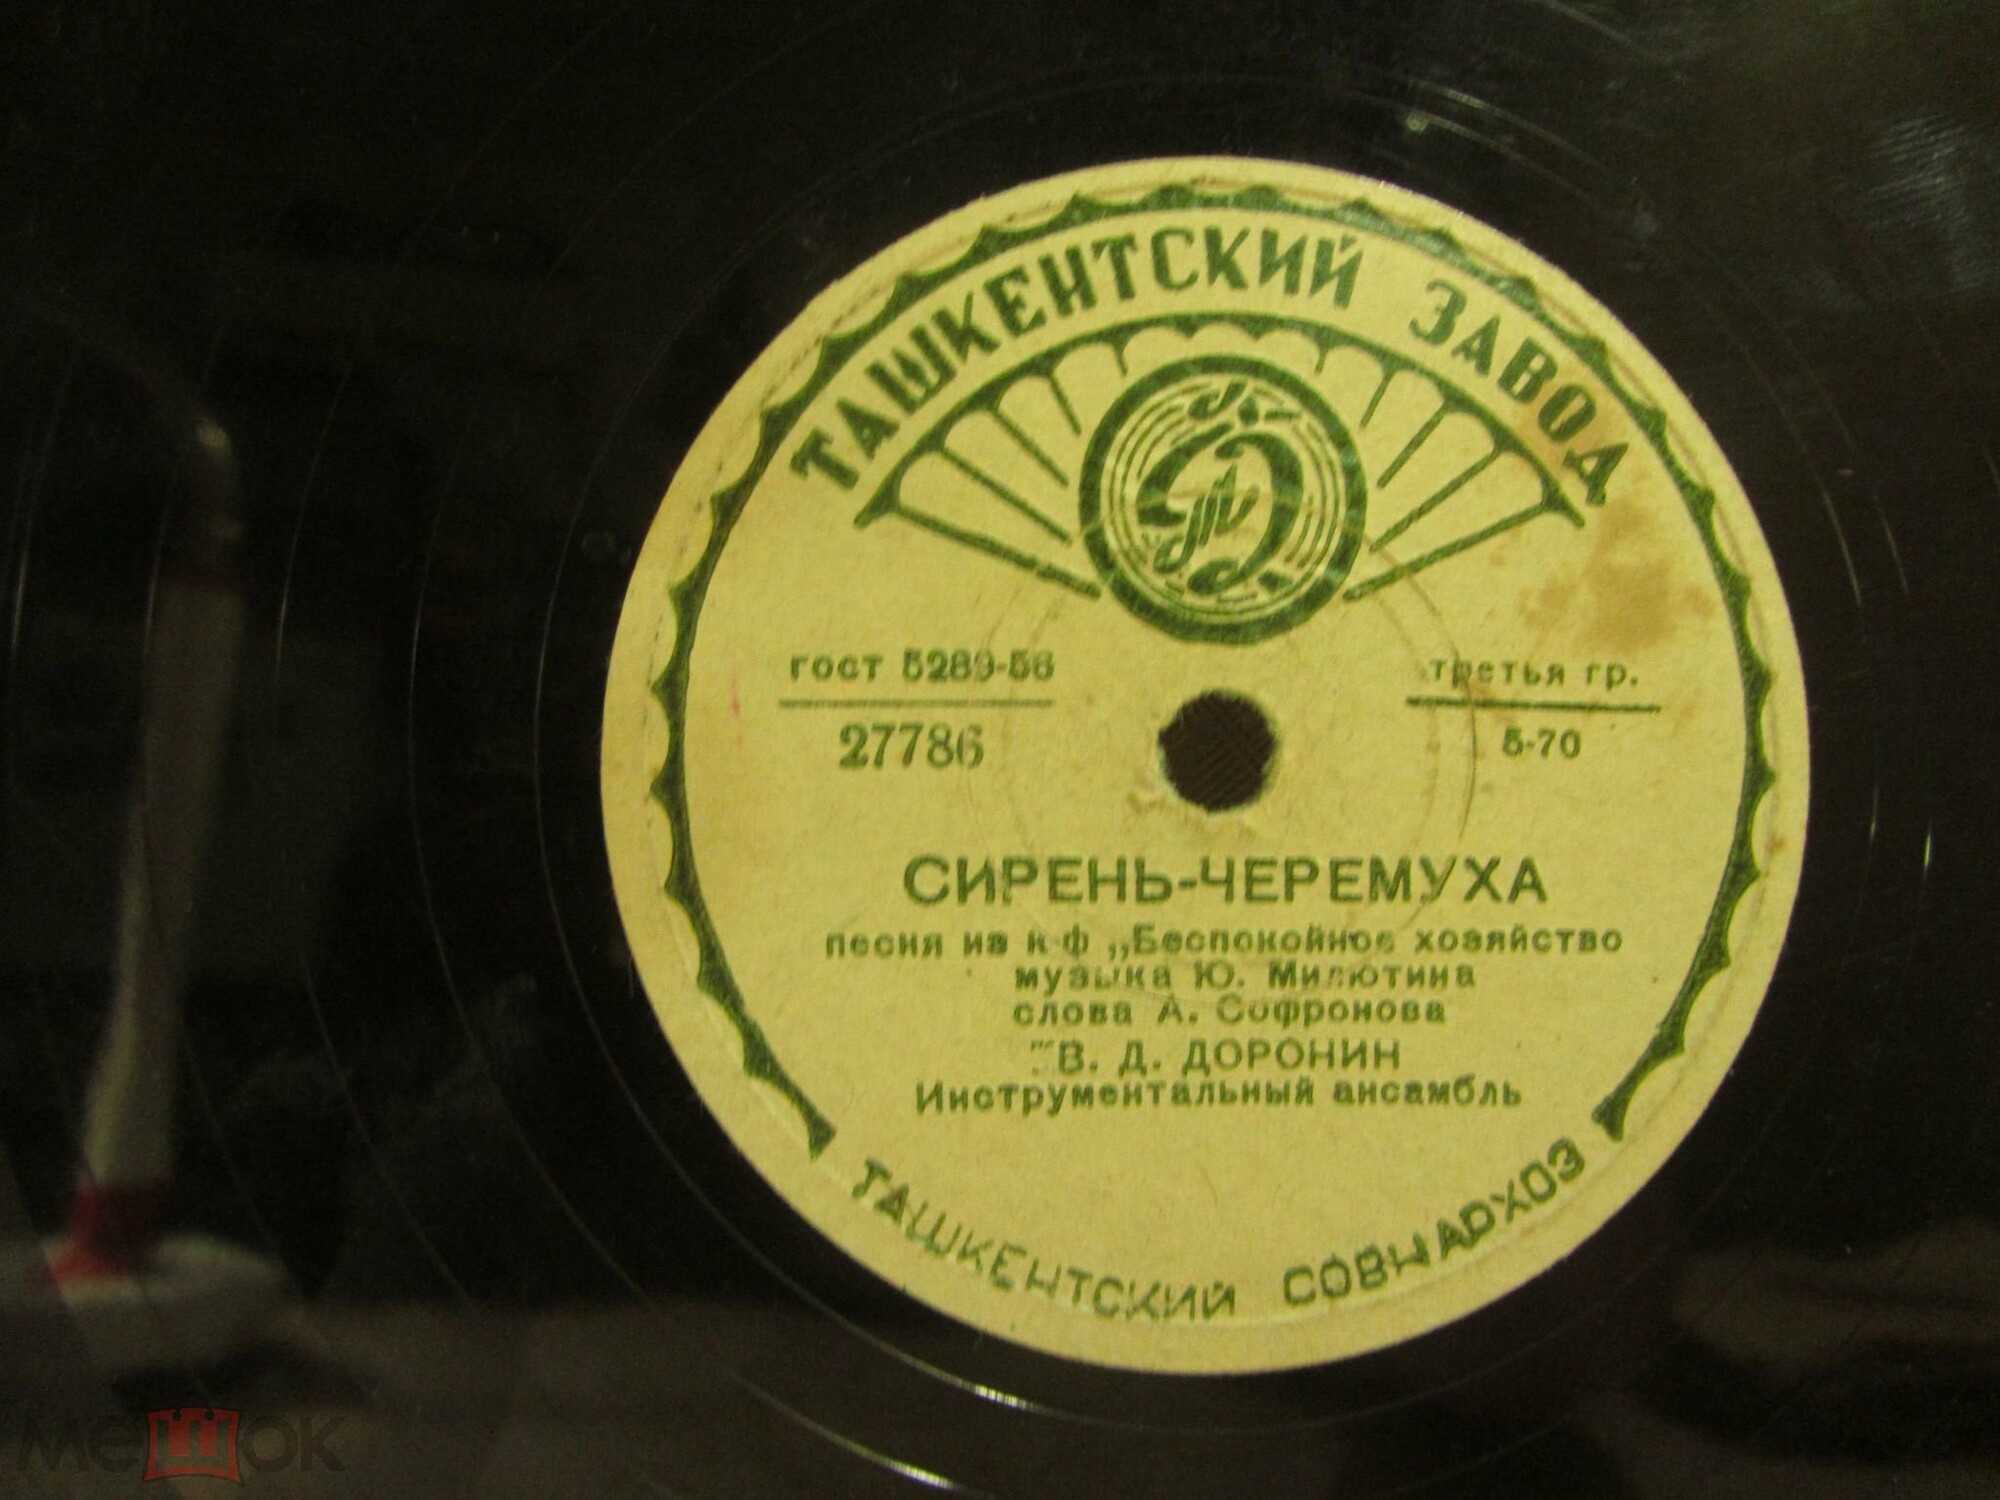 ТАШКЕНТСКИЙ ЗАВОД
гост 5289-56
третья гр.
27786
5-70
СИРЕНЬ-ЧЕРЕМУХА
песня из к-ф „Беспокойное хозяйство
музыка Ю. Милютина
слова А. Софронова
В. Д. ДОРОНИН
Инструментальный ансамбль
ТАШКЕНТСКИЙ СОВНАРХОЗ
мешок